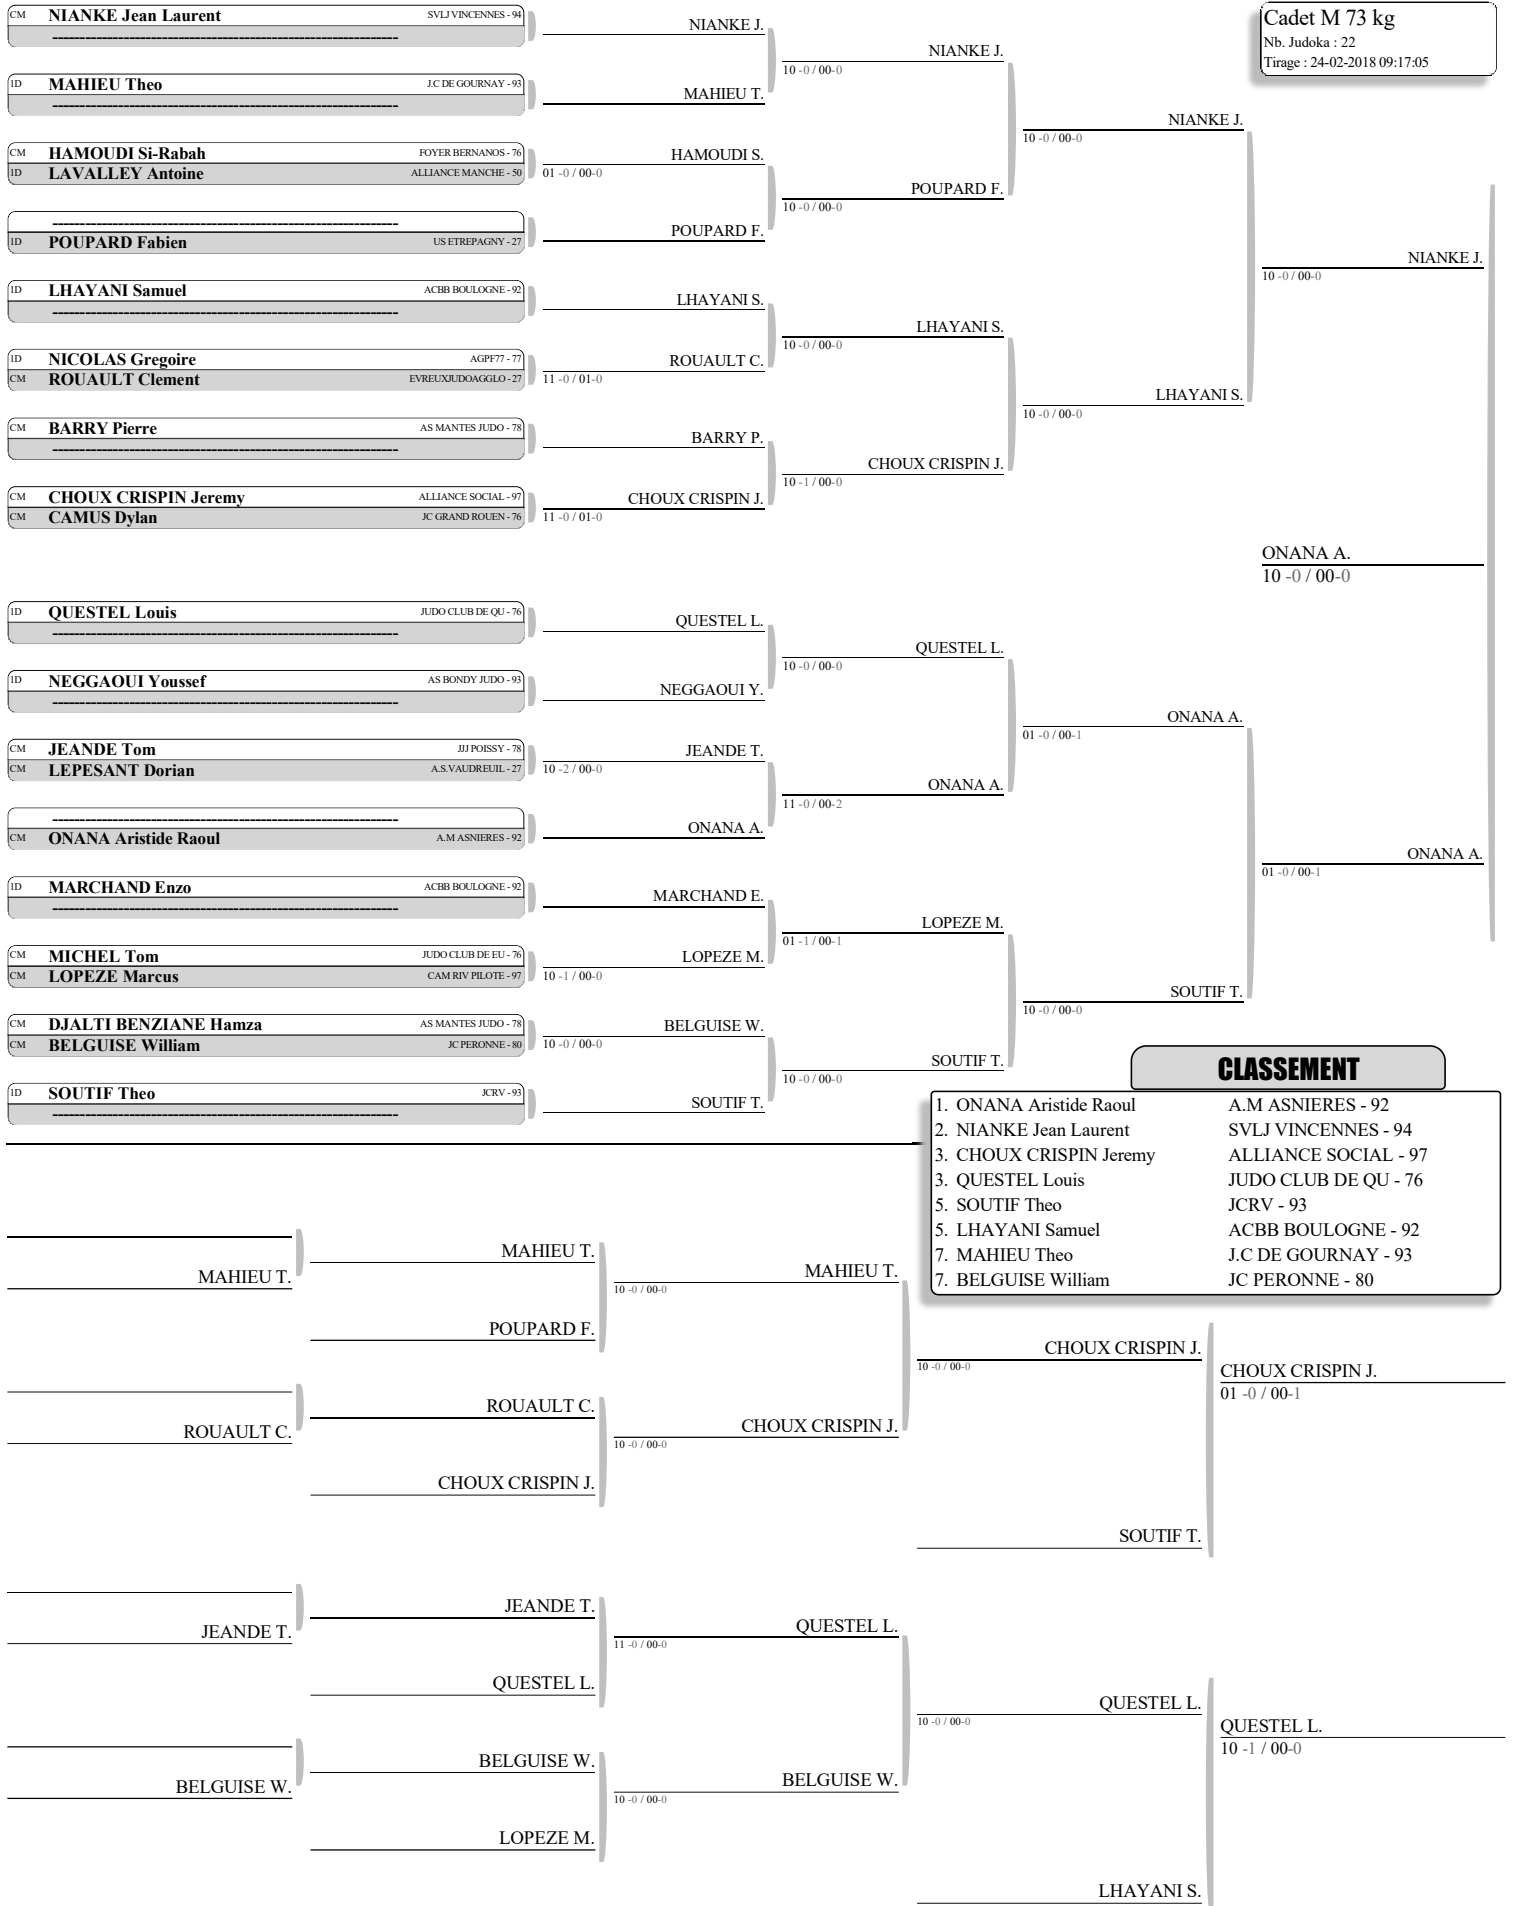 Cadet M 73 kg
Nb. Judoka : 22
Tirage : 24-02-2018 09:17:05
CM NIANKE Jean Laurent SVLJ VINCENNES - 94
----------------------------------------------------------------
1D MAHIEU Theo J.C DE GOURNAY - 93
----------------------------------------------------------------
CM HAMOUDI Si-Rabah FOYER BERNANOS - 76
1D LAVALLEY Antoine ALLIANCE MANCHE - 50
----------------------------------------------------------------
1D POUPARD Fabien US ETREPAGNY - 27
1D LHAYANI Samuel ACBB BOULOGNE - 92
----------------------------------------------------------------
1D NICOLAS Gregoire AGPF77 - 77
CM ROUAULT Clement EVREUXJUDOAGGLO - 27
CM BARRY Pierre AS MANTES JUDO - 78
----------------------------------------------------------------
CM CHOUX CRISPIN Jeremy ALLIANCE SOCIAL - 97
CM CAMUS Dylan JC GRAND ROUEN - 76
1D QUESTEL Louis JUDO CLUB DE QU - 76
----------------------------------------------------------------
1D NEGGAOUI Youssef AS BONDY JUDO - 93
----------------------------------------------------------------
CM JEANDE Tom JJJ POISSY - 78
CM LEPESANT Dorian A.S.VAUDREUIL - 27
----------------------------------------------------------------
CM ONANA Aristide Raoul A.M ASNIERES - 92
1D MARCHAND Enzo ACBB BOULOGNE - 92
----------------------------------------------------------------
CM MICHEL Tom JUDO CLUB DE EU - 76
CM LOPEZE Marcus CAM RIV PILOTE - 97
CM DJALTI BENZIANE Hamza AS MANTES JUDO - 78
CM BELGUISE William JC PERONNE - 80
1D SOUTIF Theo JCRV - 93
----------------------------------------------------------------
NIANKE J.
MAHIEU T.
HAMOUDI S.
01 -0 / 00-0
POUPARD F.
LHAYANI S.
ROUAULT C.
11 -0 / 01-0
BARRY P.
CHOUX CRISPIN J.
11 -0 / 01-0
QUESTEL L.
NEGGAOUI Y.
JEANDE T.
10 -2 / 00-0
ONANA A.
MARCHAND E.
LOPEZE M.
10 -1 / 00-0
BELGUISE W.
10 -0 / 00-0
SOUTIF T.
NIANKE J.
10 -0 / 00-0
POUPARD F.
10 -0 / 00-0
LHAYANI S.
10 -0 / 00-0
CHOUX CRISPIN J.
10 -1 / 00-0
QUESTEL L.
10 -0 / 00-0
ONANA A.
11 -0 / 00-2
LOPEZE M.
01 -1 / 00-1
SOUTIF T.
10 -0 / 00-0
NIANKE J.
10 -0 / 00-0
LHAYANI S.
10 -0 / 00-0
ONANA A.
01 -0 / 00-1
SOUTIF T.
10 -0 / 00-0
NIANKE J.
10 -0 / 00-0
ONANA A.
10 -0 / 00-0
ONANA A.
01 -0 / 00-1
CLASSEMENT
1. ONANA Aristide Raoul A.M ASNIERES - 92
2. NIANKE Jean Laurent SVLJ VINCENNES - 94
3. CHOUX CRISPIN Jeremy ALLIANCE SOCIAL - 97
3. QUESTEL Louis JUDO CLUB DE QU - 76
5. SOUTIF Theo JCRV - 93
5. LHAYANI Samuel ACBB BOULOGNE - 92
7. MAHIEU Theo J.C DE GOURNAY - 93
7. BELGUISE William JC PERONNE - 80
MAHIEU T.
ROUAULT C.
JEANDE T.
BELGUISE W.
MAHIEU T.
POUPARD F.
ROUAULT C.
CHOUX CRISPIN J.
JEANDE T.
QUESTEL L.
BELGUISE W.
LOPEZE M.
MAHIEU T.
10 -0 / 00-0
CHOUX CRISPIN J.
10 -0 / 00-0
QUESTEL L.
11 -0 / 00-0
BELGUISE W.
10 -0 / 00-0
CHOUX CRISPIN J.
10 -0 / 00-0
SOUTIF T.
QUESTEL L.
10 -0 / 00-0
LHAYANI S.
CHOUX CRISPIN J.
01 -0 / 00-1
QUESTEL L.
10 -1 / 00-0